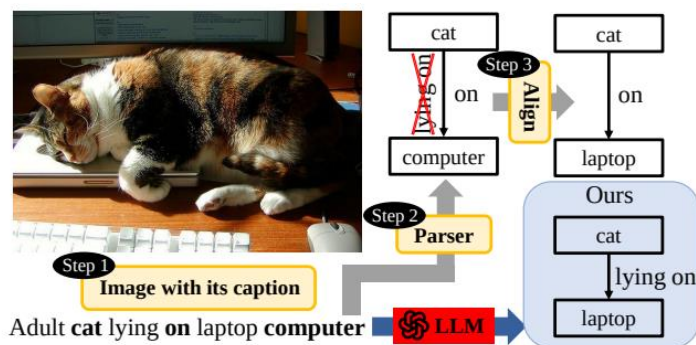 cat
lying on
on
computer
Step 3
Align
cat
on
laptop
Ours
cat
lying on
laptop
Step 2
Parser
Step 1
Image with its caption
Adult cat lying on laptop computer
LLM